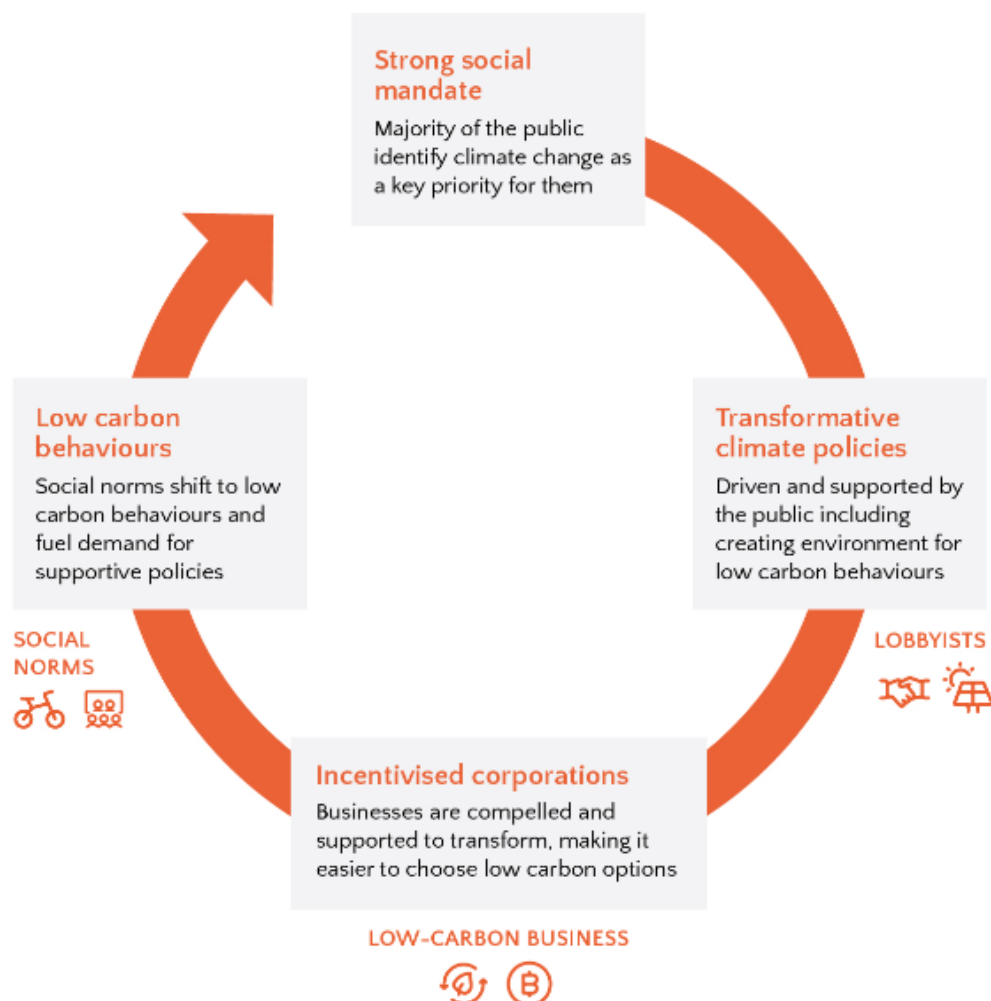 Strong social
mandate
Majority of the public
identify climate change as
a key priority for them
Transformative
climate policies
Driven and supported by
the public including
creating environment for
low carbon behaviours
LOBBYISTS
Incentivised corporations
Businesses are compelled and
supported to transform, making it
easier to choose low carbon options
LOW-CARBON BUSINESS
Low carbon
behaviours
Social norms shift to low
carbon behaviours and
fuel demand for
supportive policies
SOCIAL
NORMS